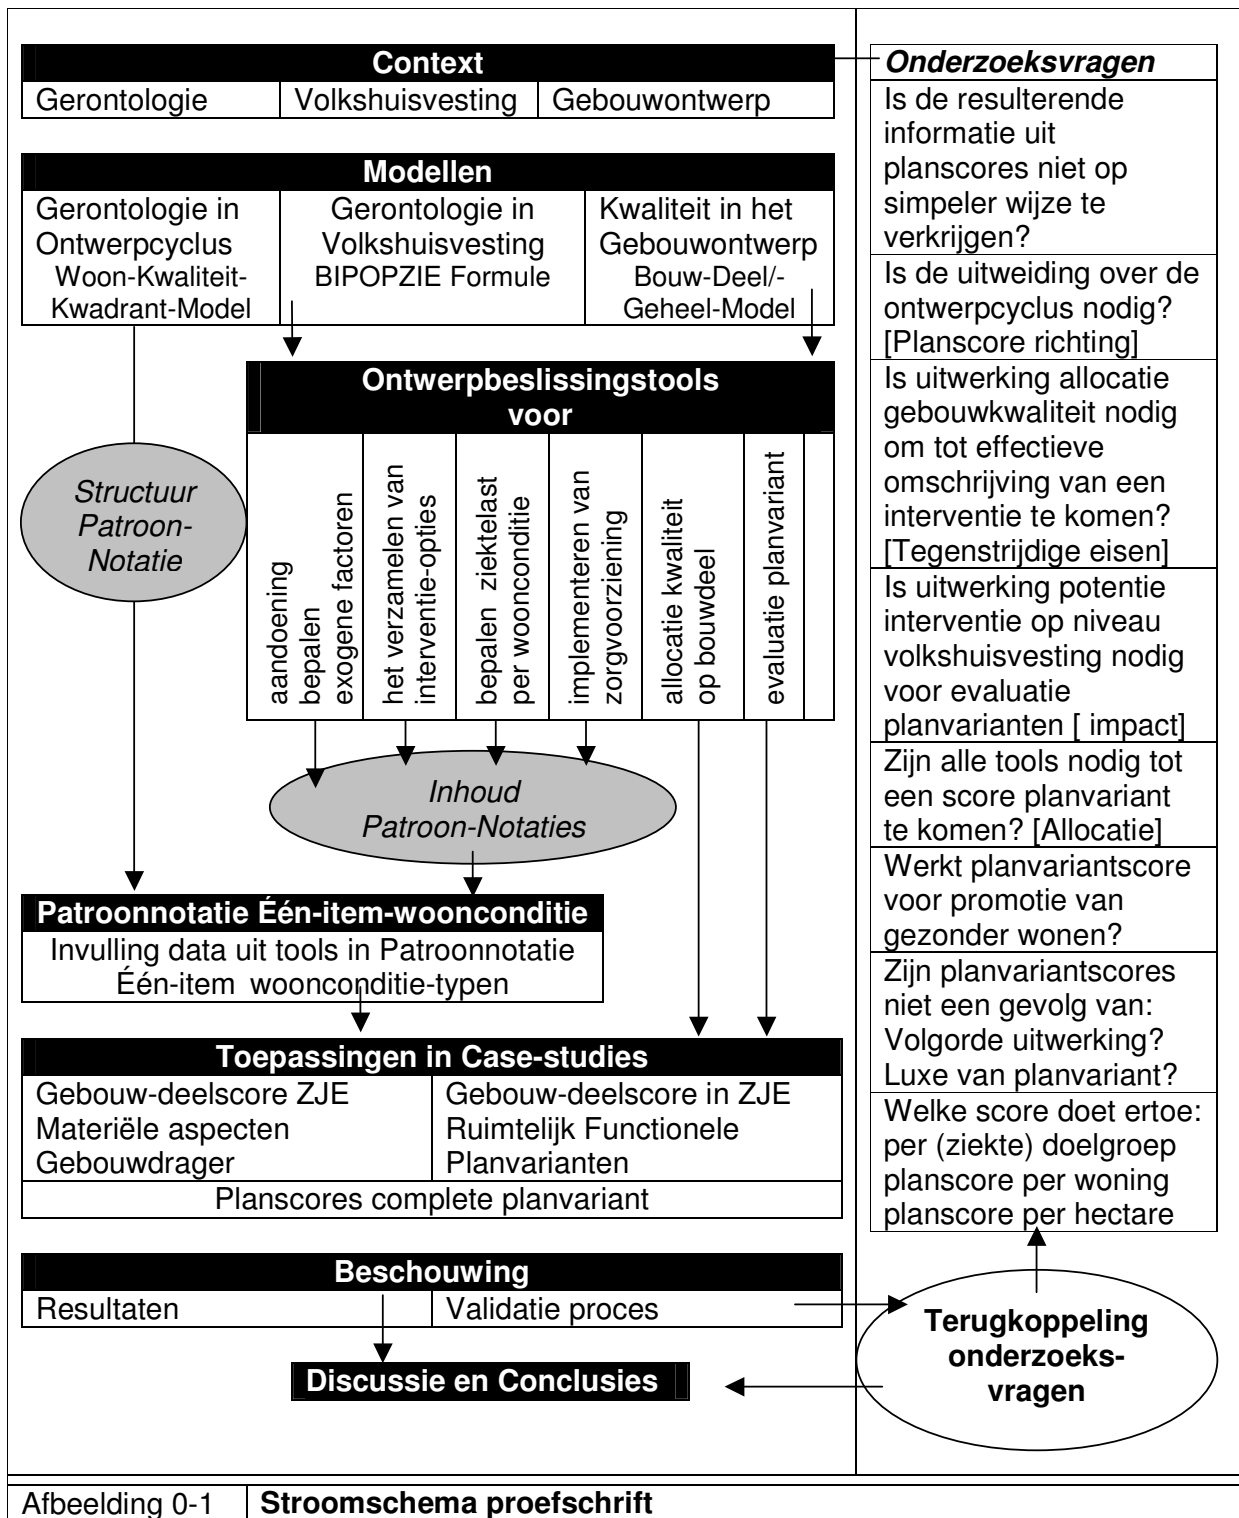 Context
Gerontologie
Volkshuisvesting
Gebouwontwerp
Modellen
Gerontologie in
Ontwerpcyclus
Woon-Kwaliteit-
Kwadrant-Model
Gerontologie in
Volkshuisvesting
BIPOPZIE Formule
Kwaliteit in het
Gebouwontwerp
Bouw-Deel/-
Geheel-Model
Ontwerpbeslissingstools
voor
aandoening
bepalen
exogene factoren
het verzamelen van
interventie-opties
bepalen ziektelast
per woonconditie
implementeren van
zorgvoorziening
allocatie kwaliteit
op bouwdeel
evaluatie planvariant
Structuur
Patroon-
Notatie
Inhoud
Patroon-Notaties
Patroonnotatie Één-item-woonconditie
Invulling data uit tools in Patroonnotatie
Één-item woonconditie-typen
Toepassingen in Case-studies
Gebouw-deelscore ZJE
Materiële aspecten
Gebouwdrager
Gebouw-deelscore in ZJE
Ruimtelijk Functionele
Planvarianten
Planscores complete planvariant
Beschouwing
Resultaten
Validatie proces
Discussie en Conclusies
Onderzoeksvragen
Is de resulterende
informatie uit
planscores niet op
simpeler wijze te
verkrijgen?
Is de uitweiding over de
ontwerpcyclus nodig?
[Planscore richting]
Is uitwerking allocatie
gebouwkwaliteit nodig
om tot effectieve
omschrijving van een
interventie te komen?
[Tegenstrijdige eisen]
Is uitwerking potentie
interventie op niveau
volkshuisvesting nodig
voor evaluatie
planvarianten [ impact]
Zijn alle tools nodig tot
een score planvariant
te komen? [Allocatie]
Werkt planvariantscore
voor promotie van
gezonder wonen?
Zijn planvariantscores
niet een gevolg van:
Volgorde uitwerking?
Luxe van planvariant?
Welke score doet ertoe:
per (ziekte) doelgroep
planscore per woning
planscore per hectare
Terugkoppeling
onderzoeks-
vragen
Afbeelding 0-1
Stroomschema proefschrift